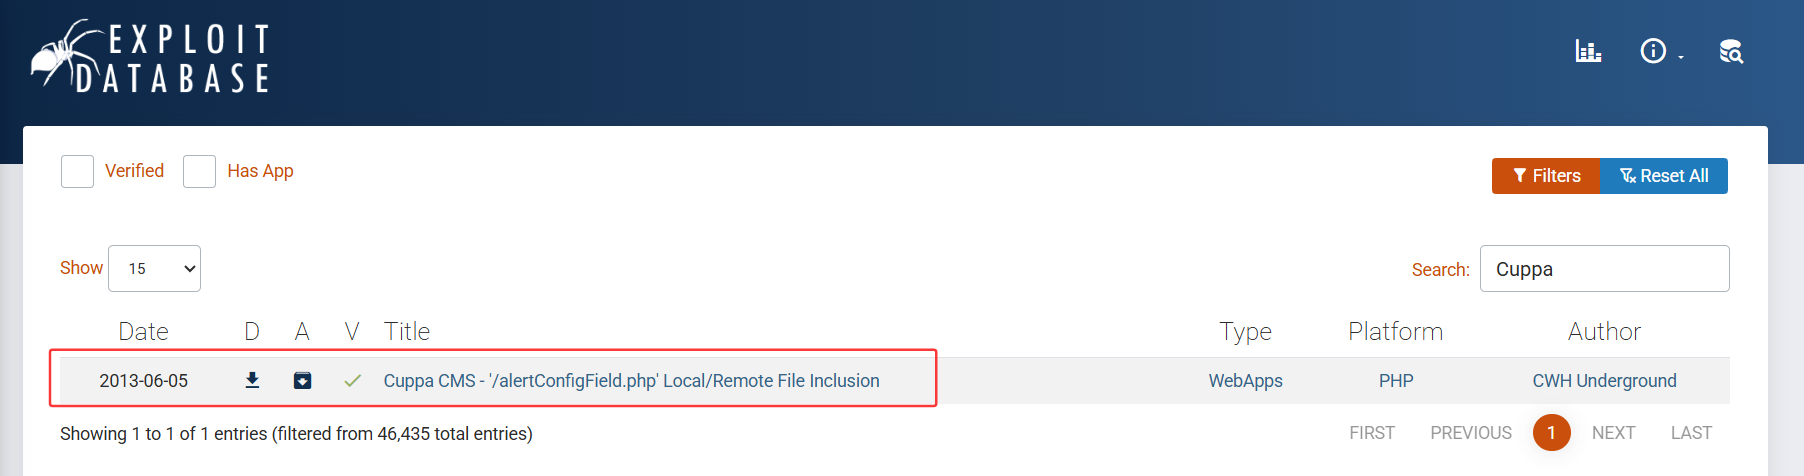 EXPLOIT
DATABASE
Verified Has App
Filters Reset All
Show 15 Search: Cuppa
Date D A V Title Type Platform Author
2013-06-05 Cuppa CMS - '/alertConfigField.php' Local/Remote File Inclusion WebApps PHP CWH Underground
Showing 1 to 1 of 1 entries (filtered from 46,435 total entries) FIRST PREVIOUS 1 NEXT LAST